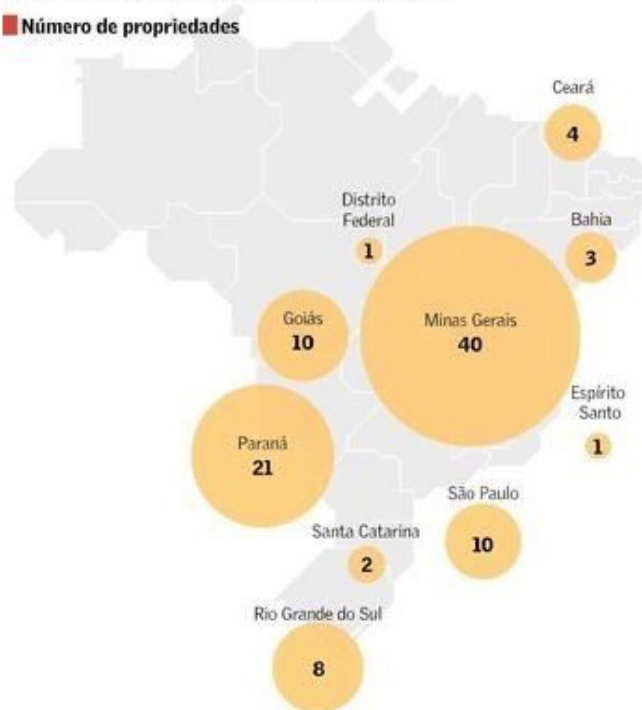 Número de propriedades
Ceará
4
Distrito
Federal
1
Bahia
3
Goiás
10
Minas Gerais
40
Espírito
Santo
1
Paraná
21
São Paulo
10
Santa Catarina
2
Rio Grande do Sul
8